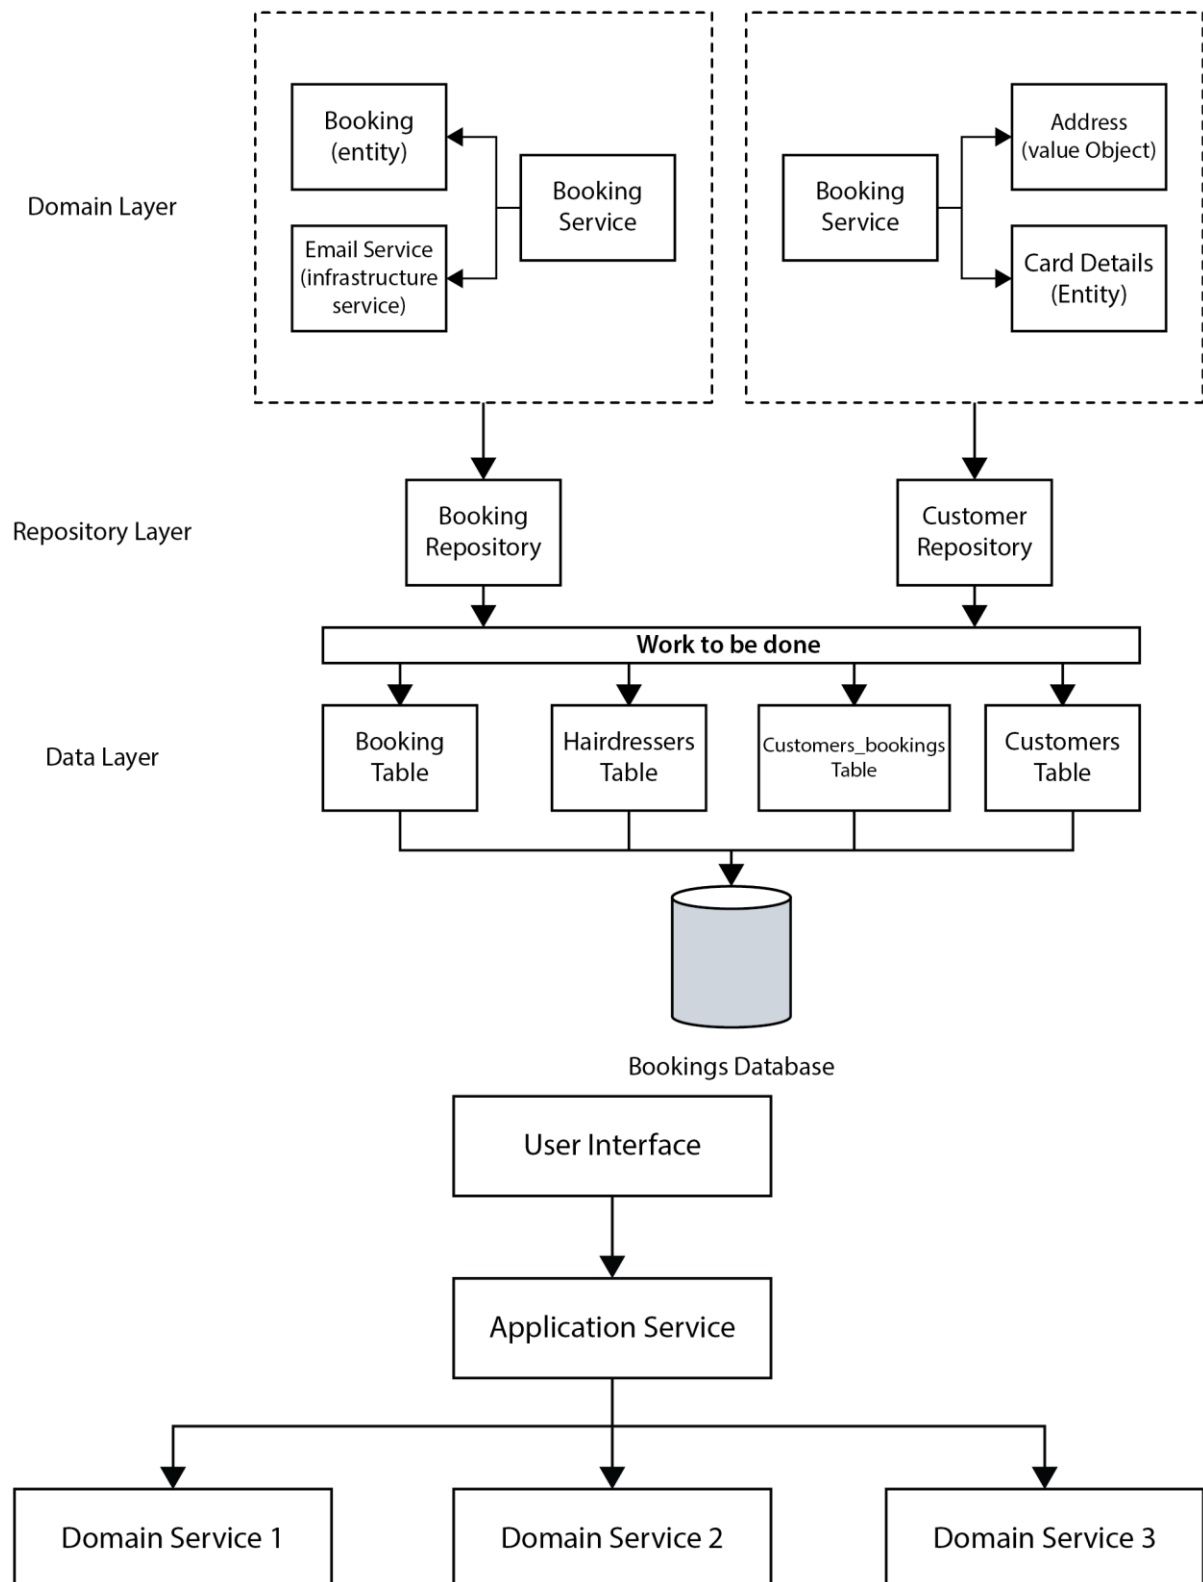 Domain Layer
Booking
(entity)
Email Service
(infrastructure
service)
Booking
Service
Booking
Service
Address
(value Object)
Card Details
(Entity)
Repository Layer
Booking
Repository
Customer
Repository
Work to be done
Data Layer
Booking
Table
Hairdressers
Table
Customers_bookings
Table
Customers
Table
Bookings Database
User Interface
Application Service
Domain Service 1
Domain Service 2
Domain Service 3